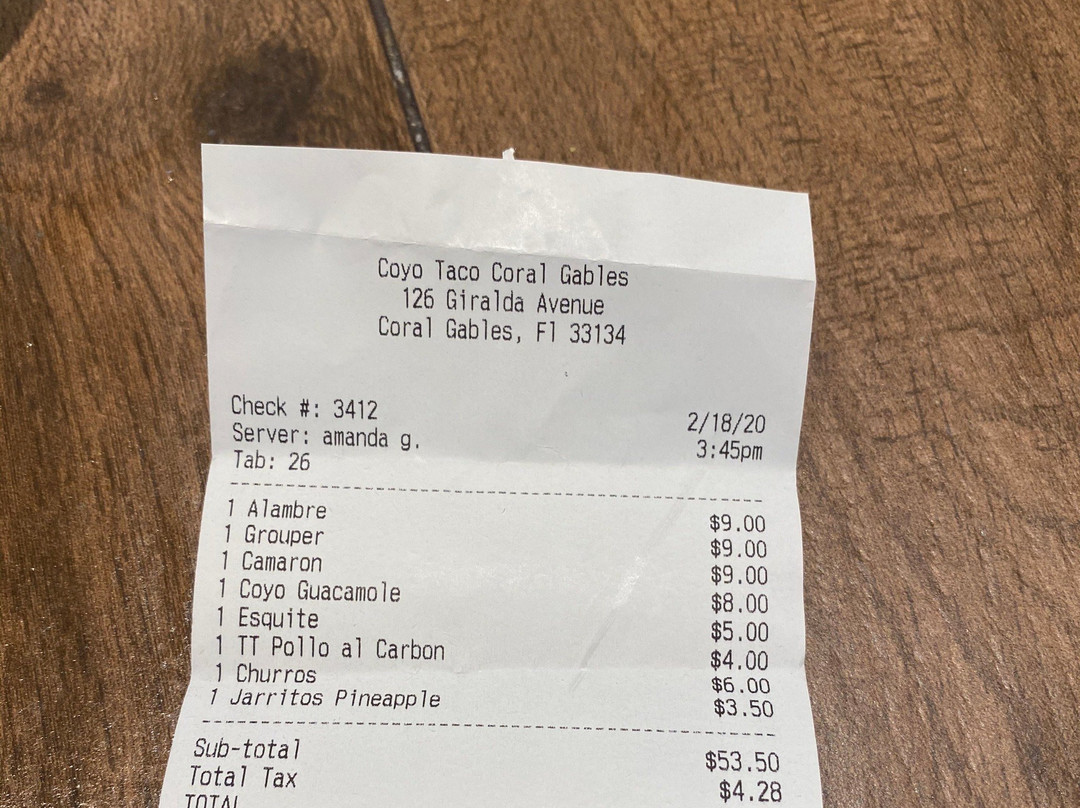 Coyo Taco Coral Gables
126 Giralda Avenue
Coral Gables, Fl 33134
Check #: 3412 2/18/20
Server: amanda g. 3:45pm
Tab: 26
1 Alambre $9.00
1 Grouper $9.00
1 Camaron $9.00
1 Coyo Guacamole $8.00
1 Esquite $5.00
1 TT Pollo al Carbon $4.00
1 Churros $6.00
1 Jarritos Pineapple $3.50
Sub-total $53.50
Total Tax $4.28
TOTAL